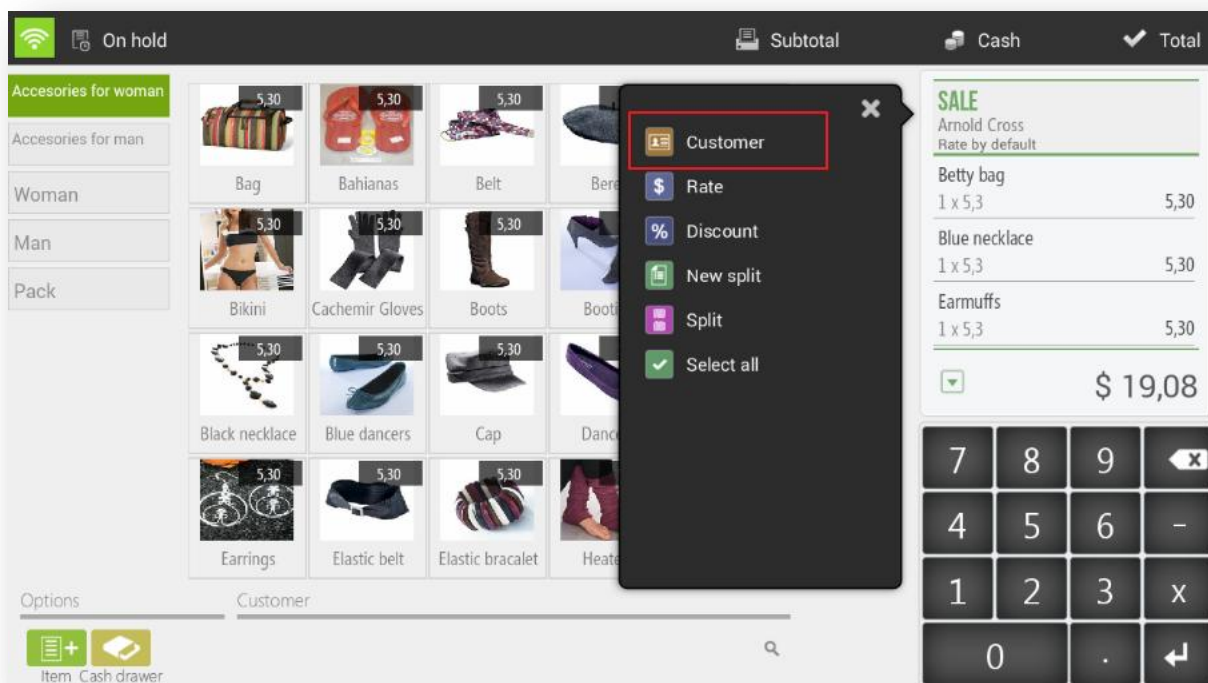 On hold
Subtotal
Cash
Total
Accesories for woman
Accesories for man
Woman
Man
Pack
5,30
5,30
5,30
Bag
Bahianas
Belt
5,30
5,30
5,30
Bikini
Cachemir Gloves
Boots
5,30
5,30
5,30
Black necklace
Blue dancers
Cap
5,30
5,30
5,30
Earrings
Elastic belt
Elastic bracalet
Customer
$ Rate
% Discount
New split
Split
Select all
SALE
Arnold Cross
Rate by default
Betty bag
1 x 5,3 5,30
Blue necklace
1 x 5,3 5,30
Earmuffs
1 x 5,3 5,30
$ 19,08
7 8 9
4 5 6 -
1 2 3 X
0 .
Options
Customer
Item Cash drawer